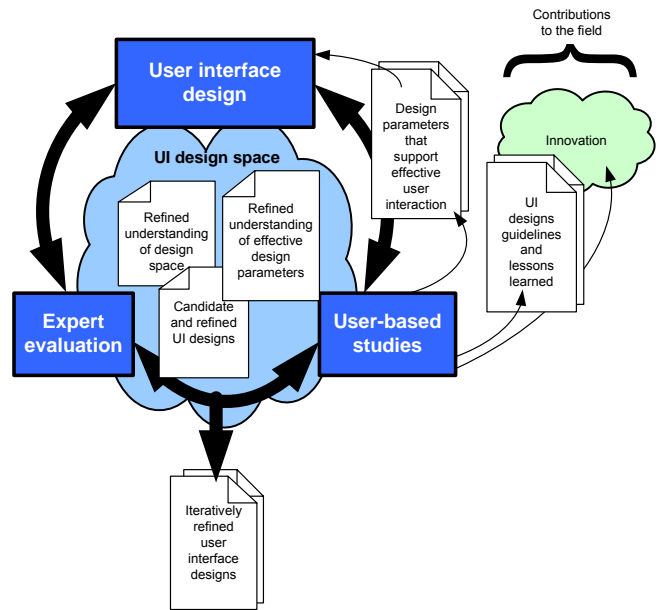 Contributions
to the field
User interface
design
Design
parameters
that
support
effective
user
interaction
Innovation
UI design space
Refined
understanding
of design
space
Refined
understanding
of effective
design
parameters
UI
designs
guidelines
and
lessons
learned
Expert
evaluation
Candidate
and refined
UI designs
User-based
studies
Iteratively
refined
user
interface
designs